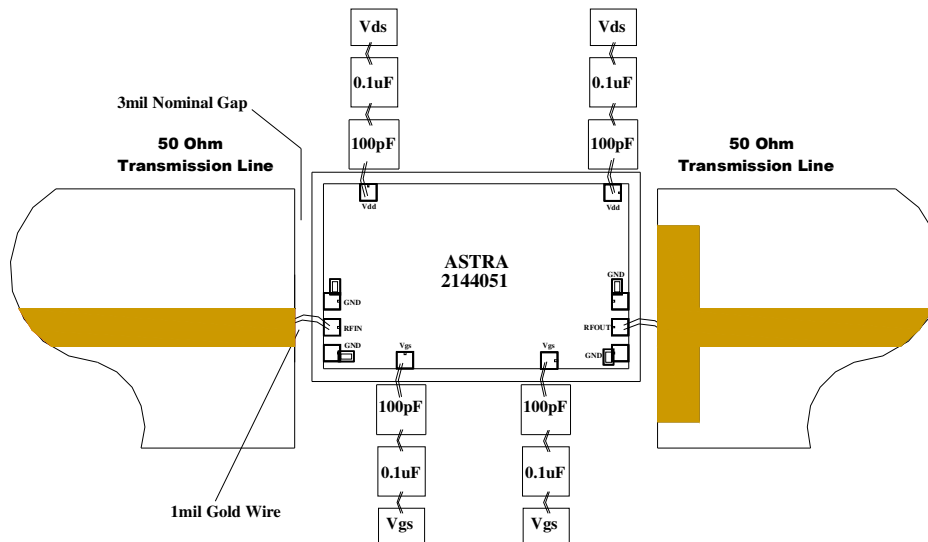 Vds
Vds
0.1uF
0.1uF
3mil Nominal Gap
100pF
100pF
50 Ohm
Transmission Line
50 Ohm
Transmission Line
Vdd
Vdd
ASTRA
2144051
GND
GND
RFIN
RFOUT
GND
GND
Vgs
Vgs
100pF
100pF
0.1uF
0.1uF
1mil Gold Wire
Vgs
Vgs